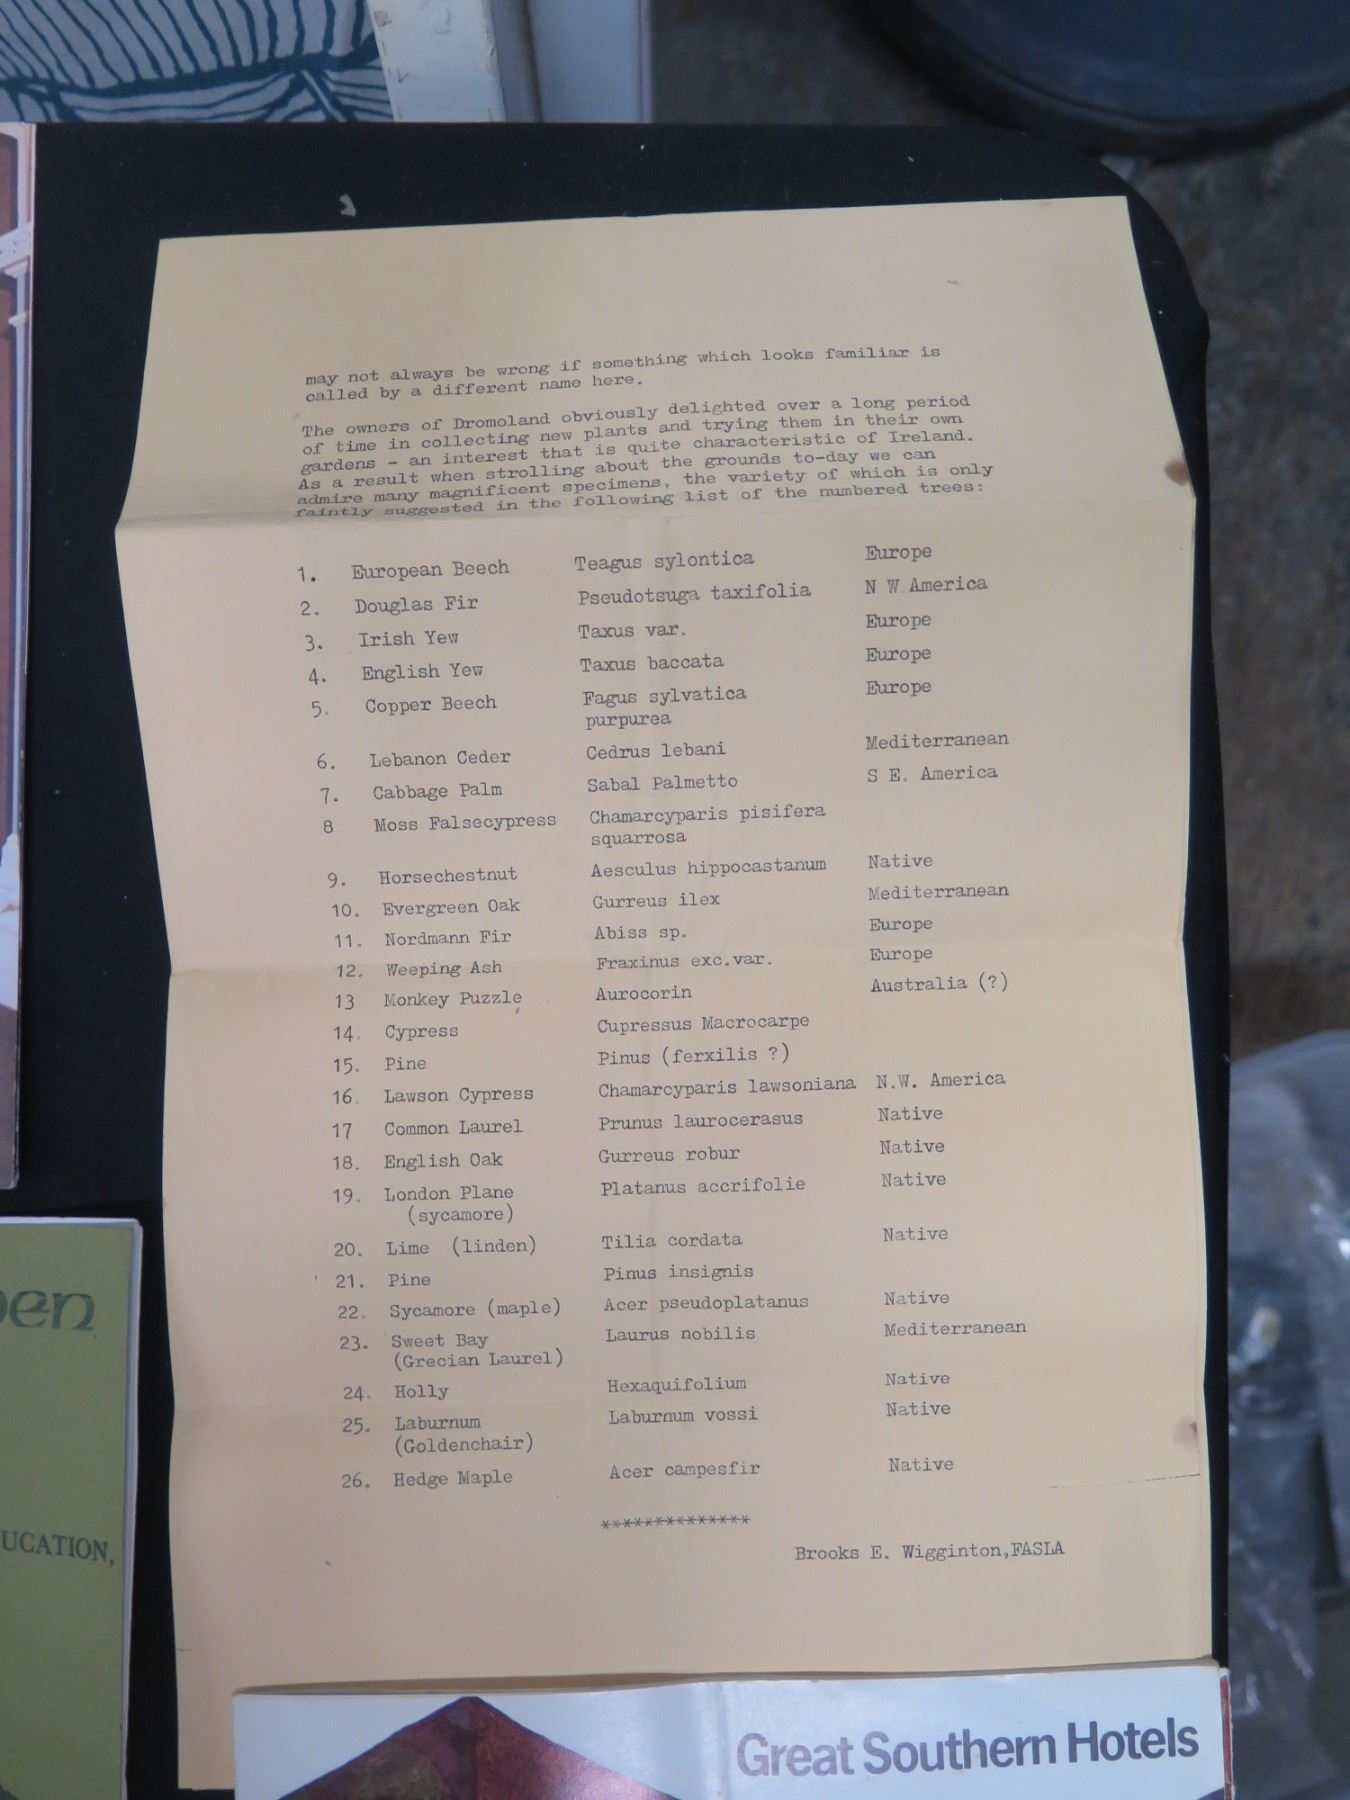 may not always be wrong if something which looks familiar is
called by a different name here.
The owners of Dromoland obviously delighted over a long period
of time in collecting new plants and trying them in their own
gardens - an interest that is quite characteristic of Ireland.
As a result when strolling about the grounds to-day we can
admire many magnificent specimens, the variety of which is only
faintly suggested in the following list of the numbered trees:
1. European Beech Teagus sylontica Europe
2. Douglas Fir Pseudotsuga taxifolia N W. America
3. Irish Yew Taxus var. Europe
4. English Yew Taxus baccata Europe
5. Copper Beech Fagus sylvatica Europe
purpurea
6. Lebanon Ceder Cedrus lebani Mediterranean
7. Cabbage Palm Sabal Palmetto S E. America
8 Moss Falsecypress Chamarcyparis pisifera
squarrosa
9. Horsechestnut Aesculus hippocastanum Native
10. Evergreen Oak Gurreus ilex Mediterranean
11. Nordmann Fir Abiss sp. Europe
12. Weeping Ash Fraxinus exc.var. Europe
13 Monkey Puzzle Aurocorin Australia (?)
14. Cypress Cupressus Macrocarpe
15. Pine Pinus (ferxilis ?)
16. Lawson Cypress Chamarcyparis lawsoniana N.W. America
17 Common Laurel Prunus laurocerasus Native
18. English Oak Gurreus robur Native
19. London Plane Platanus accrifolie Native
(sycamore)
20. Lime (linden) Tilia cordata Native
21. Pine Pinus insignis
22. Sycamore (maple) Acer pseudoplatanus Native
23. Sweet Bay Laurus nobilis Mediterranean
(Grecian Laurel)
24. Holly Hexaquifolium Native
25. Laburnum Laburnum vossi Native
(Goldenchair)
26. Hedge Maple Acer campesfir Native
**************
Brooks E. Wigginton,FASLA
UCATION,
Great Southern Hotels